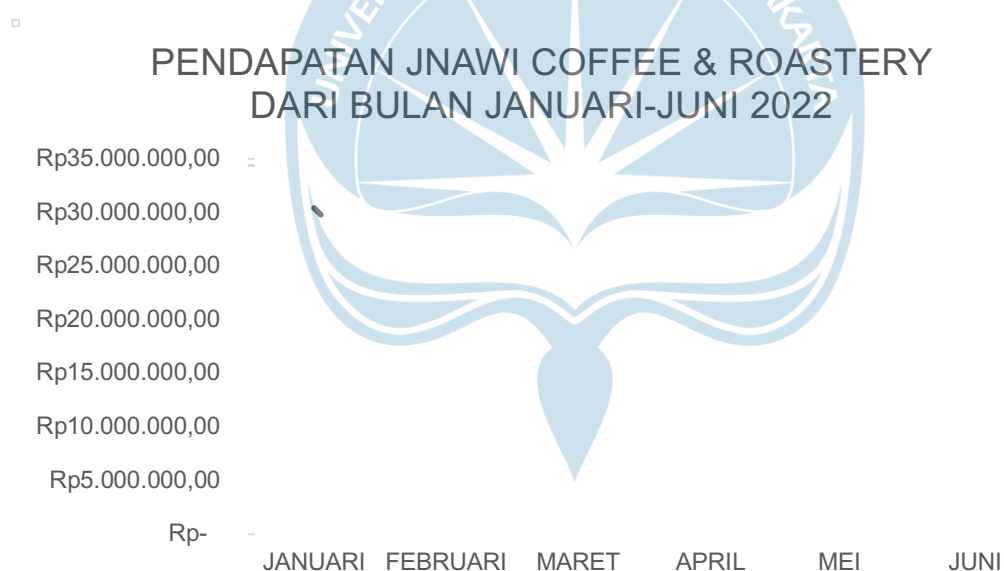 PENDAPATAN JNAWI COFFEE & ROASTERY
DARI BULAN JANUARI-JUNI 2022
Rp35.000.000,00
Rp30.000.000,00
Rp25.000.000,00
Rp20.000.000,00
Rp15.000.000,00
Rp10.000.000,00
Rp5.000.000,00
Rp-
JANUARI FEBRUARI MARET APRIL MEI JUNI